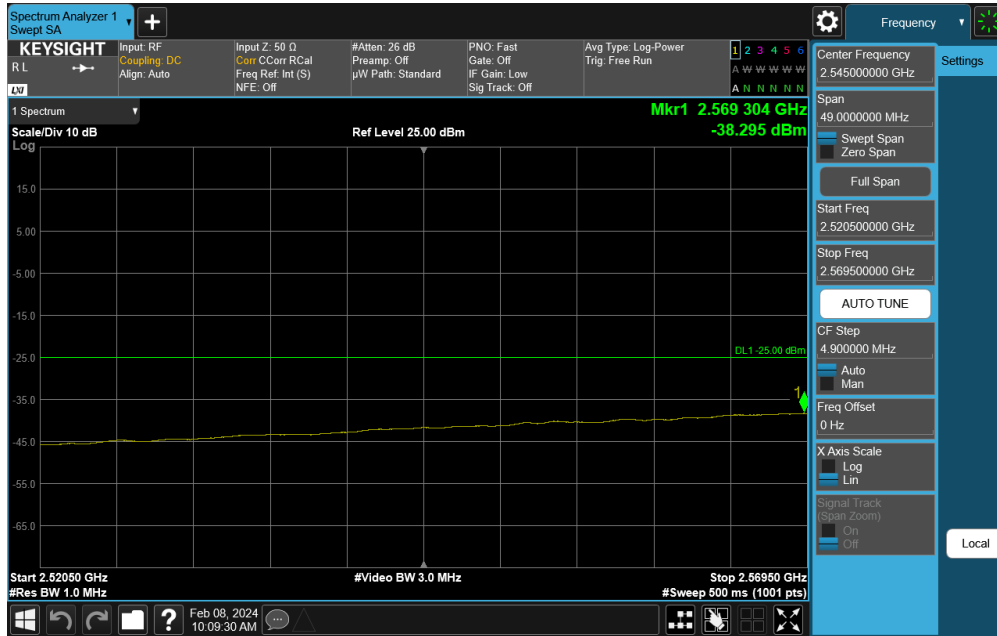 Spectrum Analyzer 1
Swept SA
+
Frequency
KEYSIGHT
R L
LXI
Input: RF
Coupling: DC
Align: Auto
Input Z: 50 Ω
Corr CCorr RCal
Freq Ref: Int (S)
NFE: Off
#Atten: 26 dB
Preamp: Off
µW Path: Standard
PNO: Fast
Gate: Off
IF Gain: Low
Sig Track: Off
Avg Type: Log-Power
Trig: Free Run
1 2 3 4 5 6
A W W W W W
A N N N N N
1 Spectrum
Scale/Div 10 dB
Log
Ref Level 25.00 dBm
Mkr1 2.569 304 GHz
-38.295 dBm
15.0
5.00
-5.00
-15.0
-25.0
-35.0
-45.0
-55.0
-65.0
DL1 -25.00 dBm
1
Start 2.52050 GHz
#Res BW 1.0 MHz
#Video BW 3.0 MHz
Stop 2.56950 GHz
#Sweep 500 ms (1001 pts)
Center Frequency
2.545000000 GHz
Settings
Span
49.0000000 MHz
Swept Span
Zero Span
Full Span
Start Freq
2.520500000 GHz
Stop Freq
2.569500000 GHz
AUTO TUNE
CF Step
4.900000 MHz
Auto
Man
Freq Offset
0 Hz
X Axis Scale
Log
Lin
Signal Track
(Span Zoom)
On
Off
Local
?
Feb 08, 2024
10:09:30 AM